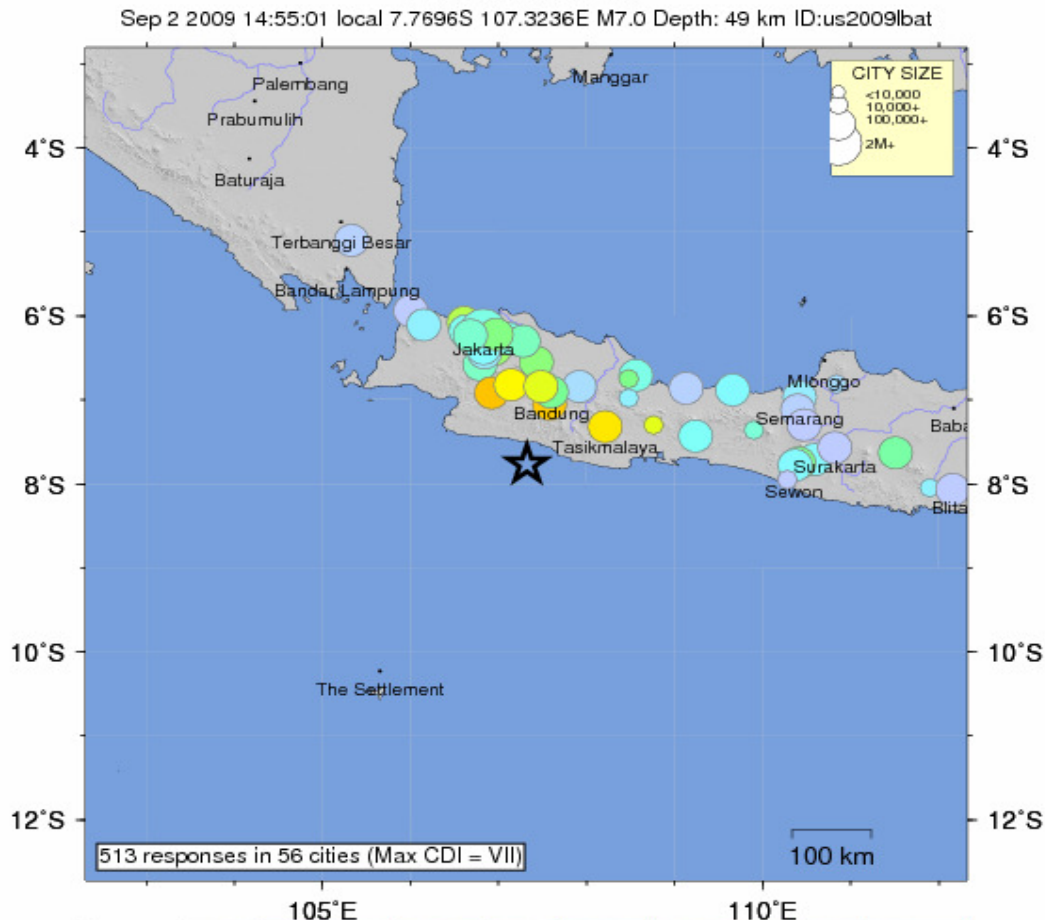 Sep 2 2009 14:55:01 local 7.7696S 107.3236E M7.0 Depth: 49 km ID:us2009lbat
CITY SIZE
<10,000
10,000+
100,000+
2M+
Palembang
Manggar
Prabumulih
4°S
4°S
Baturaja
Terbanggi Besar
Bandar Lampung
6°S
6°S
Jakarta
Mlonggo
Bandung
Semarang
Baba
Tasikmalaya
Surakarta
8°S
8°S
Sewon
Blita
10°S
10°S
The Settlement
12°S
12°S
513 responses in 56 cities (Max CDI = VII)
100 km
105°E
110°E